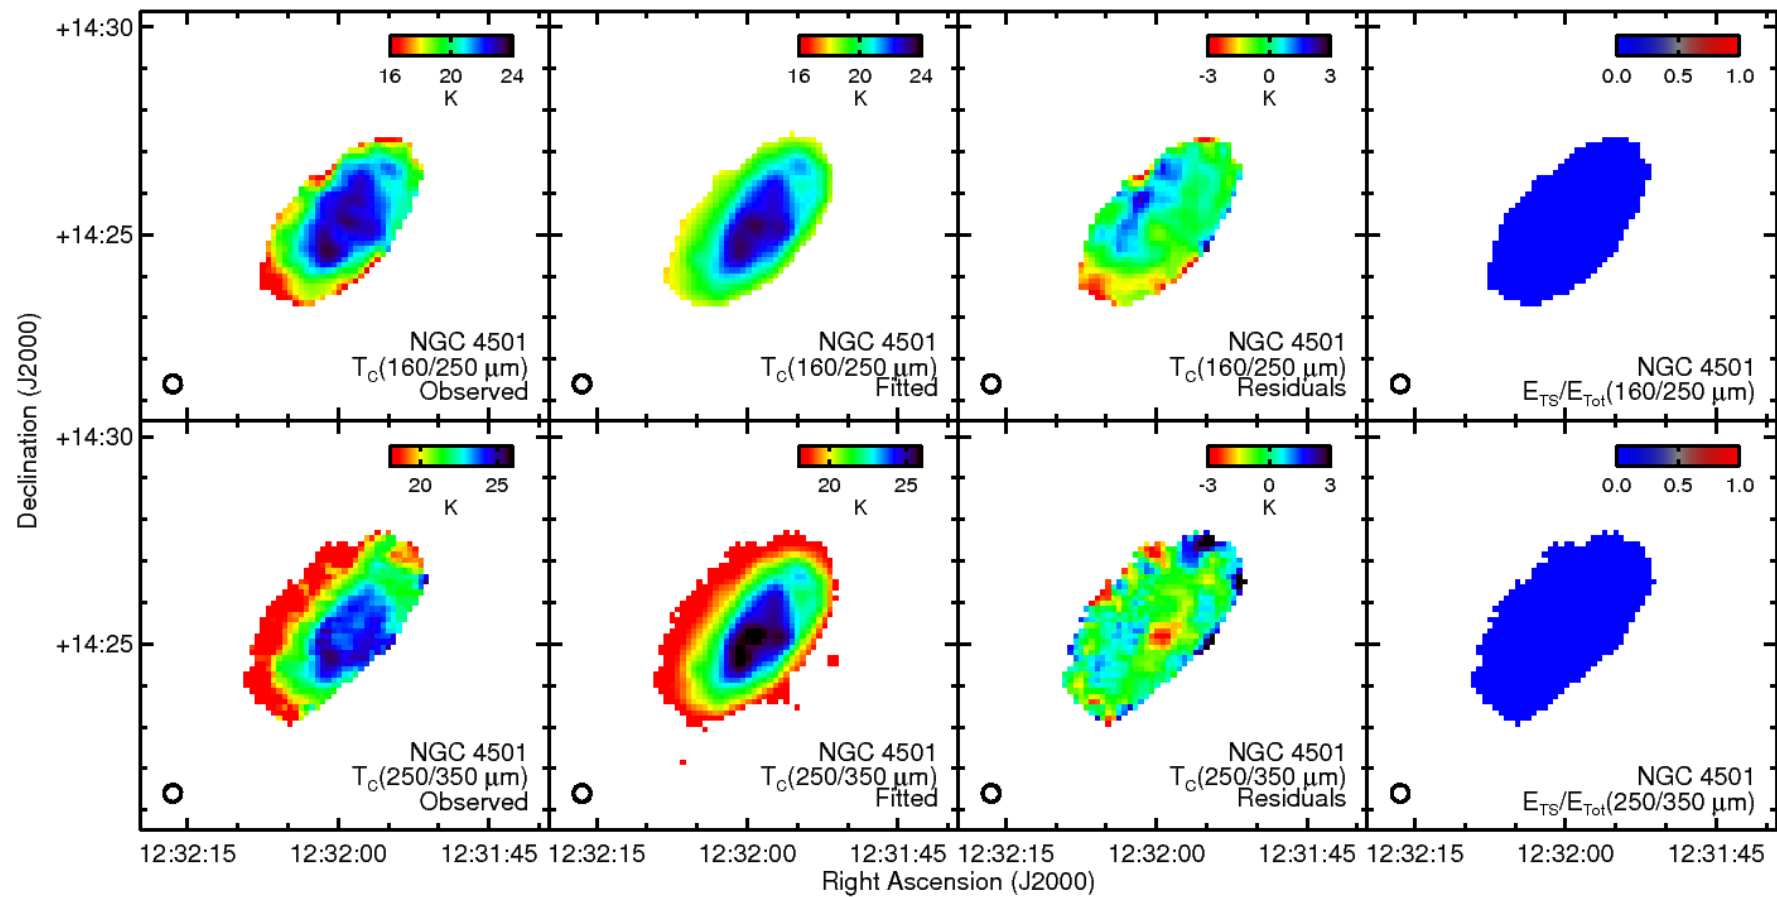 +14:30
16 20 24
K
16 20 24
K
-3 0 3
K
0.0 0.5 1.0
+14:25
NGC 4501
T_C(160/250 μm)
Observed
NGC 4501
T_C(160/250 μm)
Fitted
NGC 4501
T_C(160/250 μm)
Residuals
NGC 4501
E_TS/E_Tot(160/250 μm)
Declination (J2000)
+14:30
20 25
K
20 25
K
-3 0 3
K
0.0 0.5 1.0
+14:25
NGC 4501
T_C(250/350 μm)
Observed
NGC 4501
T_C(250/350 μm)
Fitted
NGC 4501
T_C(250/350 μm)
Residuals
NGC 4501
E_TS/E_Tot(250/350 μm)
12:32:15 12:32:00 12:31:45 12:32:15 12:32:00 12:31:45 12:32:15 12:32:00 12:31:45 12:32:15 12:32:00 12:31:45
Right Ascension (J2000)